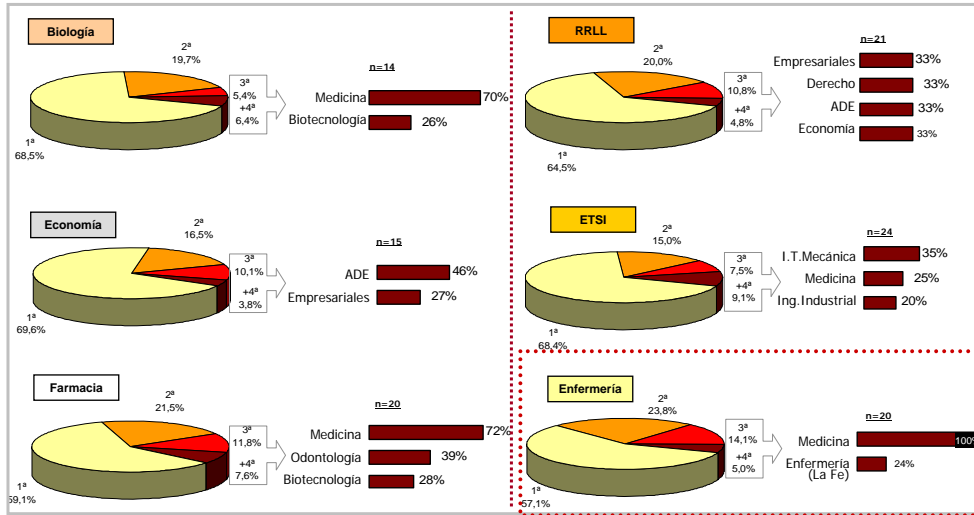 Biología
2ª
19,7%
3ª
5,4%
+4ª
6,4%
1ª
68,5%
n=14
Medicina
70%
Biotecnología
26%
RRLL
2ª
20,0%
3ª
10,8%
+4ª
4,8%
1ª
64,5%
n=21
Empresariales
33%
Derecho
33%
ADE
33%
Economía
33%
Economía
2ª
16,5%
3ª
10,1%
+4ª
3,8%
1ª
69,6%
n=15
ADE
46%
Empresariales
27%
ETSI
2ª
15,0%
3ª
7,5%
+4ª
9,1%
1ª
68,4%
n=24
I.T.Mecánica
35%
Medicina
25%
Ing.Industrial
20%
Farmacia
2ª
21,5%
3ª
11,8%
+4ª
7,6%
1ª
59,1%
n=20
Medicina
72%
Odontología
39%
Biotecnología
28%
Enfermería
2ª
23,8%
3ª
14,1%
+4ª
5,0%
1ª
57,1%
n=20
Medicina
100%
Enfermería
(La Fe)
24%